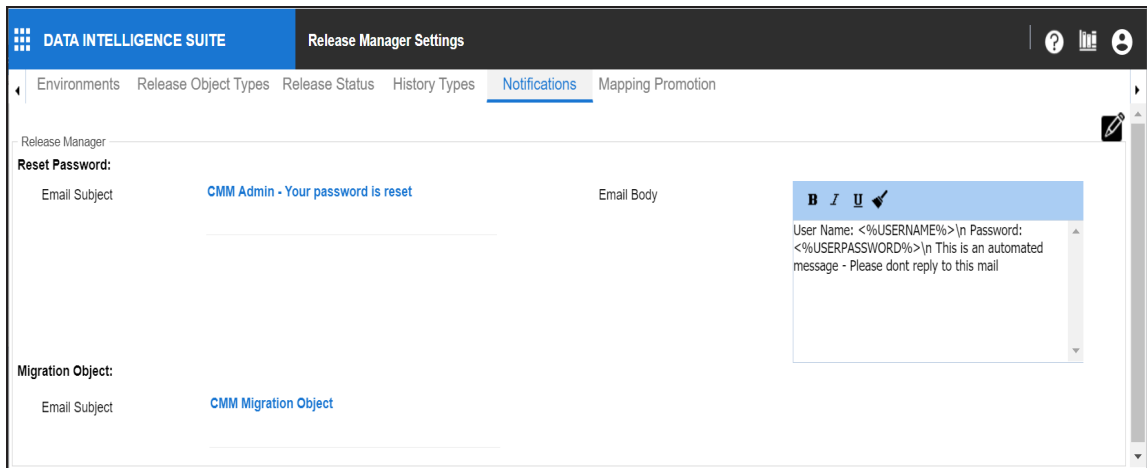 DATA INTELLIGENCE SUITE
Release Manager Settings
Environments Release Object Types Release Status History Types Notifications Mapping Promotion
Release Manager
Reset Password:
Email Subject
CMM Admin - Your password is reset
Email Body
B I U
User Name: <%USERNAME%>\n Password:
<%USERPASSWORD%>\n This is an automated
message - Please dont reply to this mail
Migration Object:
Email Subject
CMM Migration Object